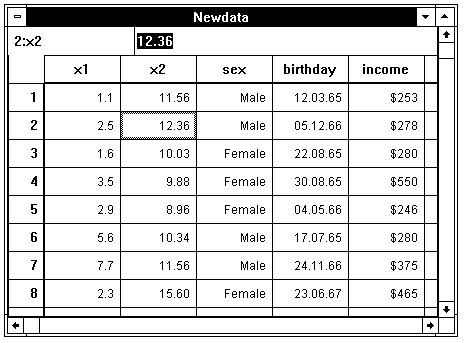 Newdata
2:x2 12.36
x1 x2 sex birthday income
1 1.1 11.56 Male 12.03.65 $253
2 2.5 12.36 Male 05.12.66 $278
3 1.6 10.03 Female 22.08.65 $280
4 3.5 9.88 Female 30.08.65 $550
5 2.9 8.96 Female 04.05.66 $246
6 5.6 10.34 Male 17.07.65 $280
7 7.7 11.56 Male 24.11.66 $375
8 2.3 15.60 Female 23.06.67 $465